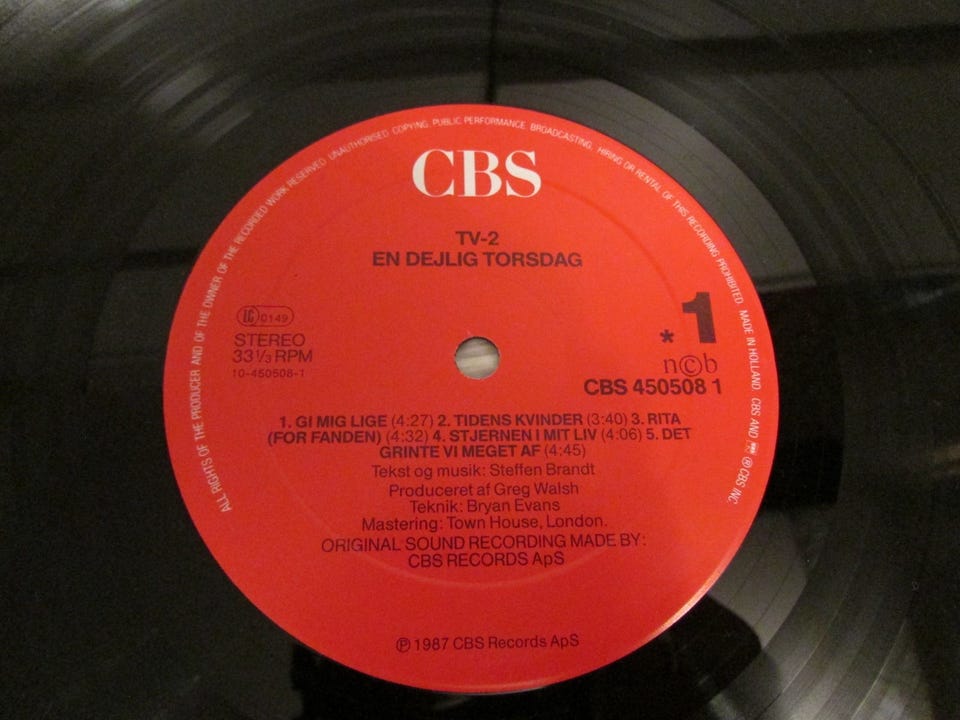 ALL RIGHTS OF THE PRODUCER AND OF THE OWNER OF THE RECORDED WORK RESERVED. UNAUTHORISED COPYING, PUBLIC PERFORMANCE, BROADCASTING, HIRING OR RENTAL OF THIS RECORDING PROHIBITED. MADE IN HOLLAND. CBS AND ® CBS INC.
CBS
TV-2
EN DEJLIG TORSDAG
LC 0149
STEREO
33⅓ RPM
10-450508-1
* 1
n©b
CBS 450508 1
1. GI MIG LIGE (4:27) 2. TIDENS KVINDER (3:40) 3. RITA
(FOR FANDEN) (4:32) 4. STJERNEN I MIT LIV (4:06) 5. DET
GRINTE VI MEGET AF (4:45)
Tekst og musik: Steffen Brandt
Produceret af Greg Walsh
Teknik: Bryan Evans
Mastering: Town House, London.
ORIGINAL SOUND RECORDING MADE BY:
CBS RECORDS ApS
℗ 1987 CBS Records ApS